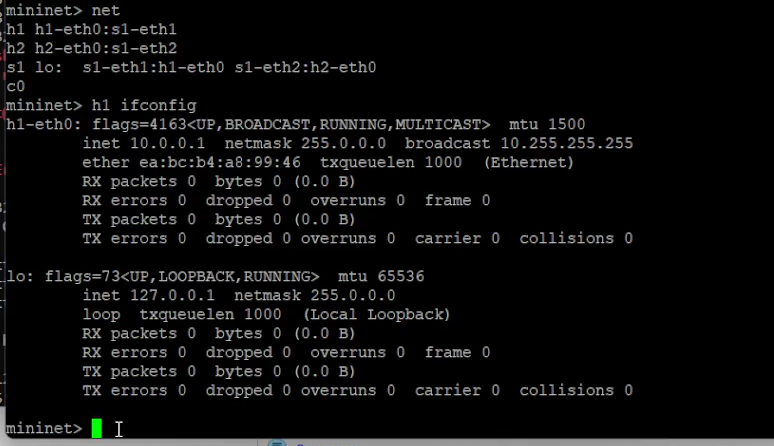 mininet> net
h1 h1-eth0:s1-eth1
h2 h2-eth0:s1-eth2
s1 lo:  s1-eth1:h1-eth0 s1-eth2:h2-eth0
c0
mininet> h1 ifconfig
h1-eth0: flags=4163<UP,BROADCAST,RUNNING,MULTICAST>  mtu 1500
        inet 10.0.0.1  netmask 255.0.0.0  broadcast 10.255.255.255
        ether ea:bc:b4:a8:99:46  txqueuelen 1000  (Ethernet)
        RX packets 0  bytes 0 (0.0 B)
        RX errors 0  dropped 0  overruns 0  frame 0
        TX packets 0  bytes 0 (0.0 B)
        TX errors 0  dropped 0 overruns 0  carrier 0  collisions 0

lo: flags=73<UP,LOOPBACK,RUNNING>  mtu 65536
        inet 127.0.0.1  netmask 255.0.0.0
        loop  txqueuelen 1000  (Local Loopback)
        RX packets 0  bytes 0 (0.0 B)
        RX errors 0  dropped 0  overruns 0  frame 0
        TX packets 0  bytes 0 (0.0 B)
        TX errors 0  dropped 0 overruns 0  carrier 0  collisions 0

mininet>